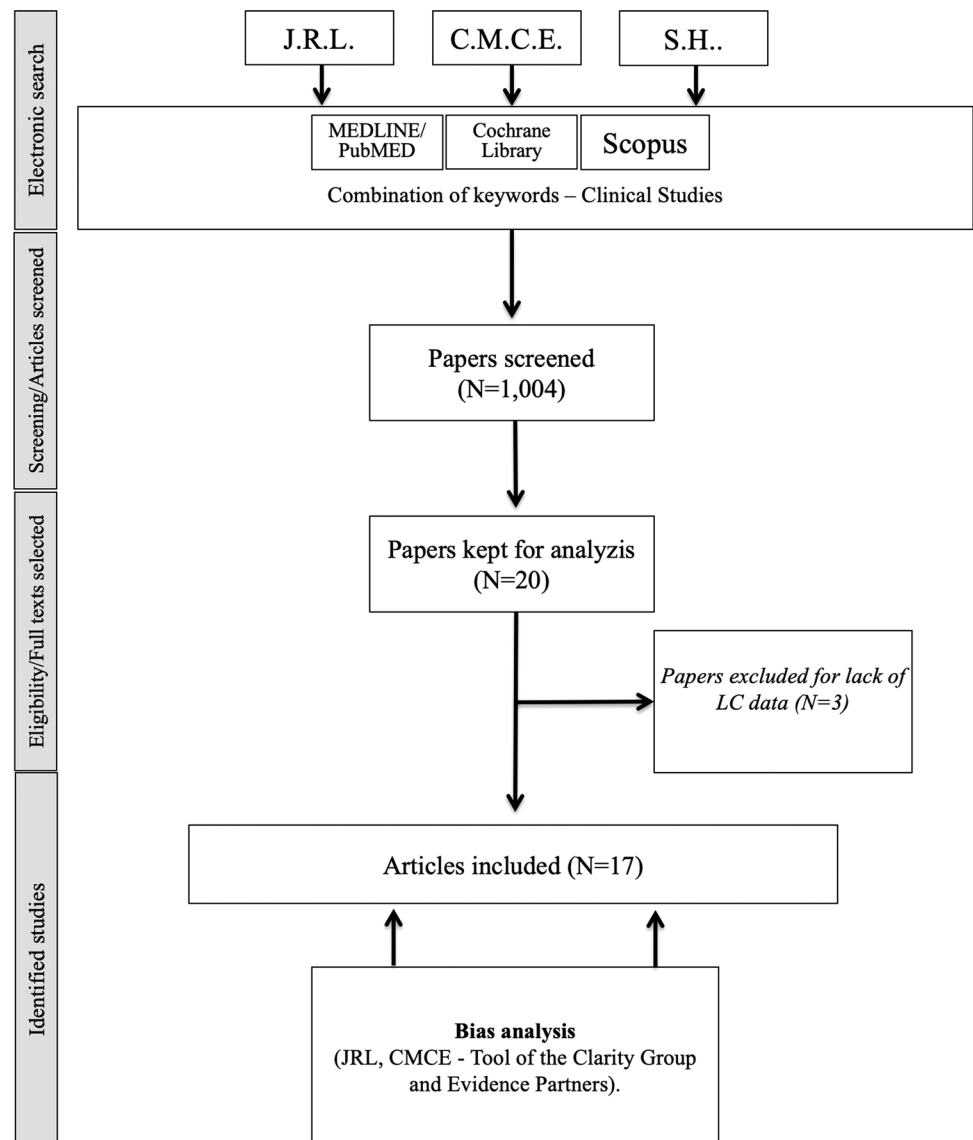 Electronic search
J.R.L.
C.M.C.E.
S.H..
MEDLINE/
PubMED
Cochrane
Library
Scopus
Combination of keywords – Clinical Studies
Screening/Articles screened
Papers screened
(N=1,004)
Eligibility/Full texts selected
Papers kept for analyzis
(N=20)
Papers excluded for lack of
LC data (N=3)
Identified studies
Articles included (N=17)
Bias analysis
(JRL, CMCE - Tool of the Clarity Group
and Evidence Partners).